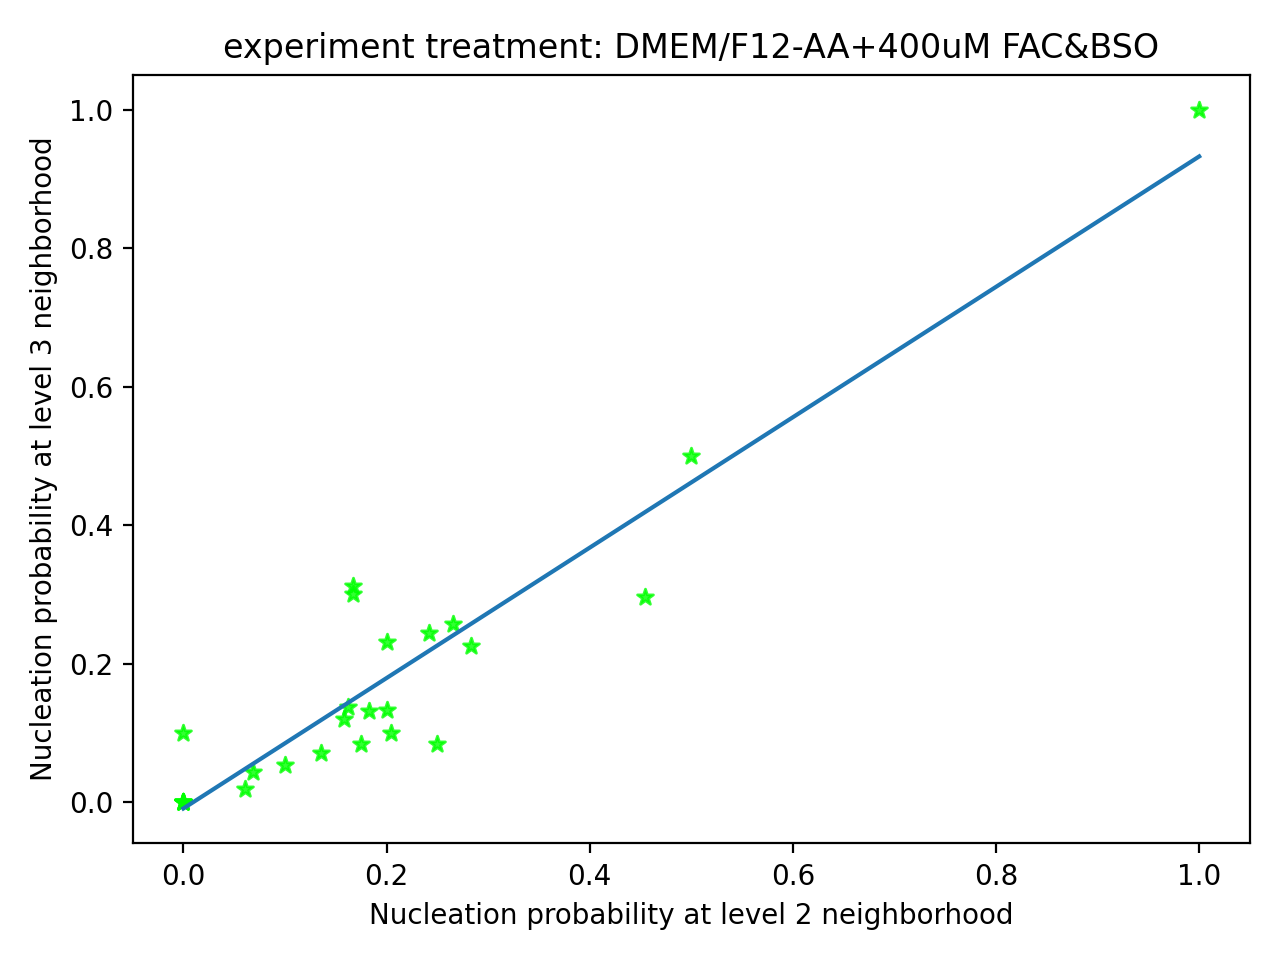 experiment treatment: DMEM/F12-AA+400uM FAC&BSO
Nucleation probability at level 3 neighborhood
1.0
0.8
0.6
0.4
0.2
0.0
0.0 0.2 0.4 0.6 0.8 1.0
Nucleation probability at level 2 neighborhood